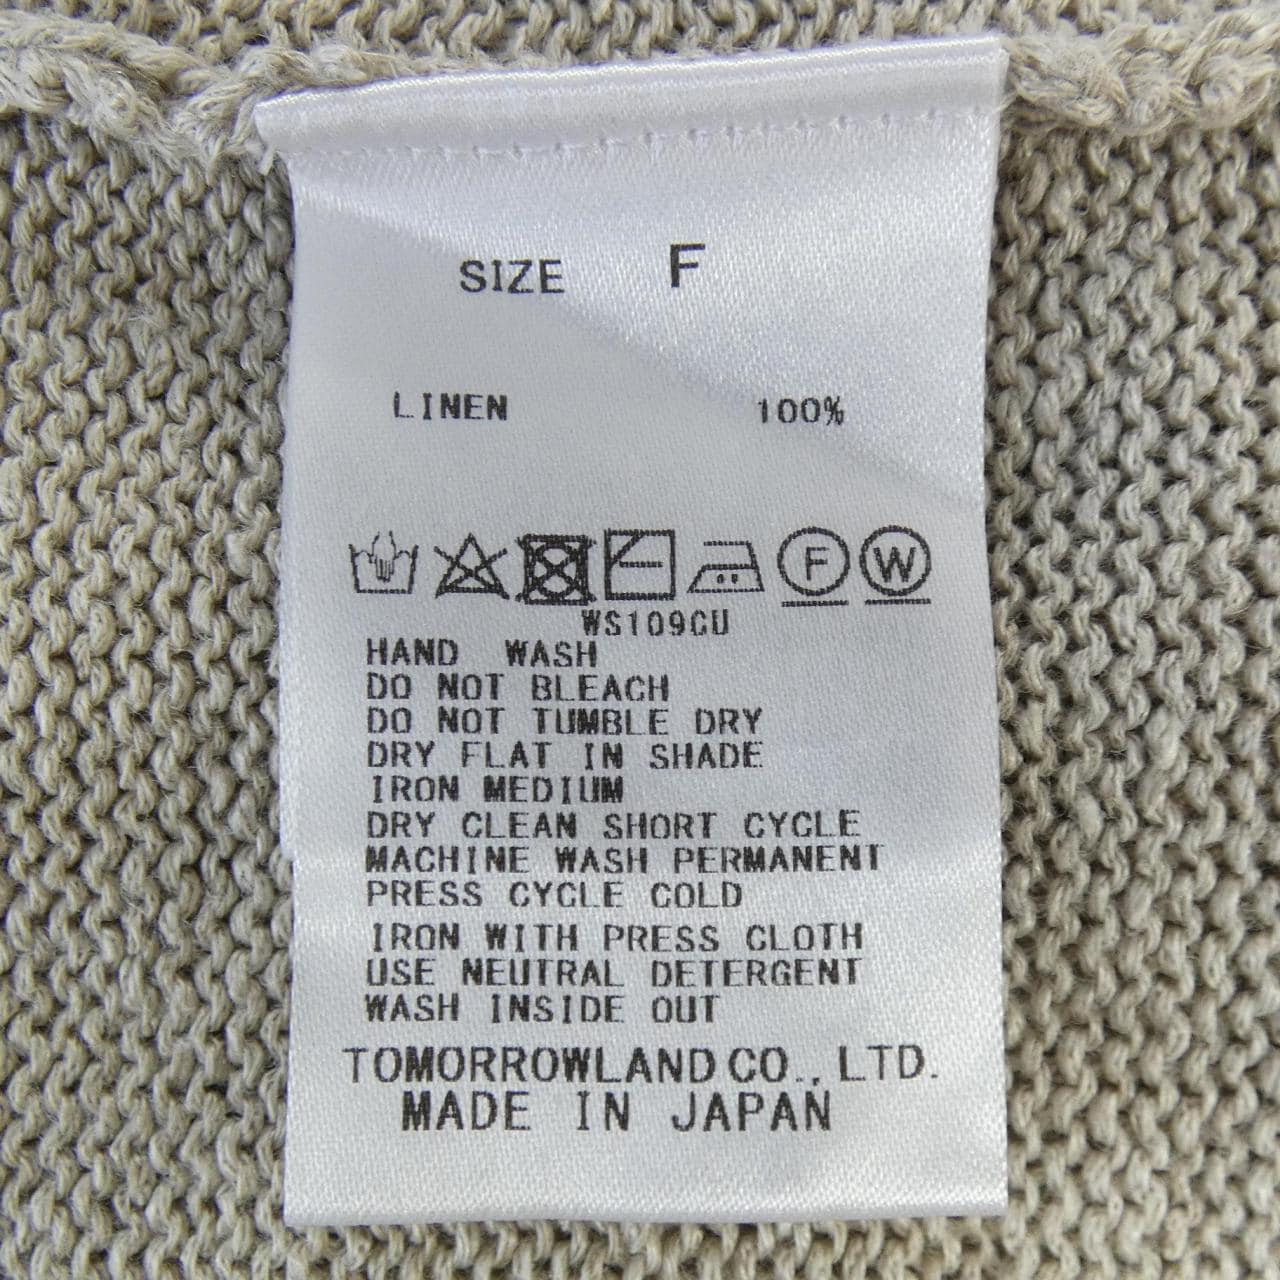 SIZE F
LINEN 100%
F W
WS109CU
HAND WASH
DO NOT BLEACH
DO NOT TUMBLE DRY
DRY FLAT IN SHADE
IRON MEDIUM
DRY CLEAN SHORT CYCLE
MACHINE WASH PERMANENT
PRESS CYCLE COLD
IRON WITH PRESS CLOTH
USE NEUTRAL DETERGENT
WASH INSIDE OUT
TOMORROWLAND CO., LTD.
MADE IN JAPAN